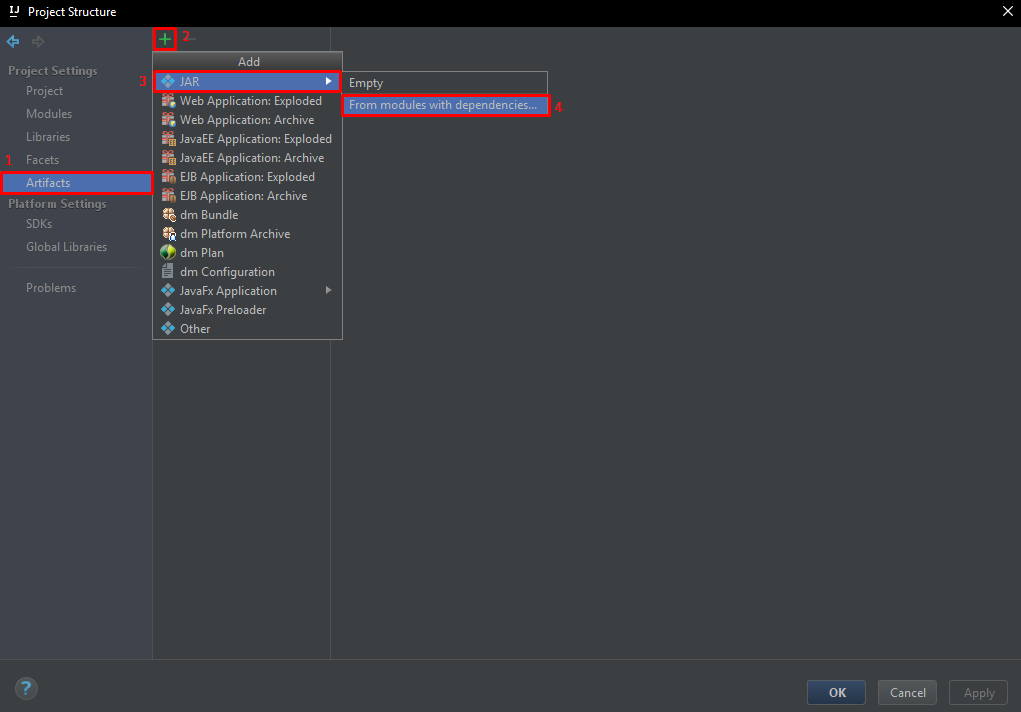 IJ Project Structure
2
Project Settings
Project
Modules
Libraries
1 Facets
Artifacts
Platform Settings
SDKs
Global Libraries
Problems
Add
3 JAR
Web Application: Exploded
Web Application: Archive
JavaEE Application: Exploded
JavaEE Application: Archive
EJB Application: Exploded
EJB Application: Archive
dm Bundle
dm Platform Archive
dm Plan
dm Configuration
JavaFx Application
JavaFx Preloader
Other
Empty
From modules with dependencies... 4
?
OK Cancel Apply